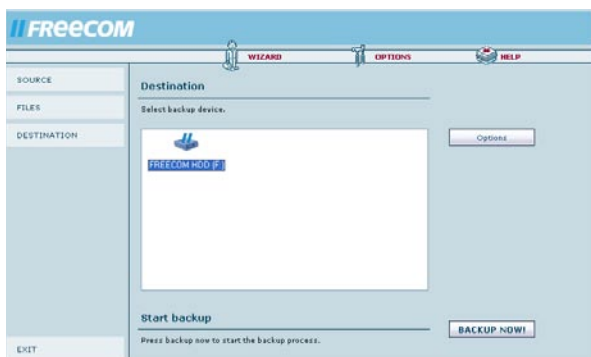 FREECOM
WIZARD
OPTIONS
HELP
SOURCE
FILES
DESTINATION
EXIT
Destination
Select backup device.
FREECOM HDD (F:)
Options
Start backup
Press backup now to start the backup process.
BACKUP NOW!